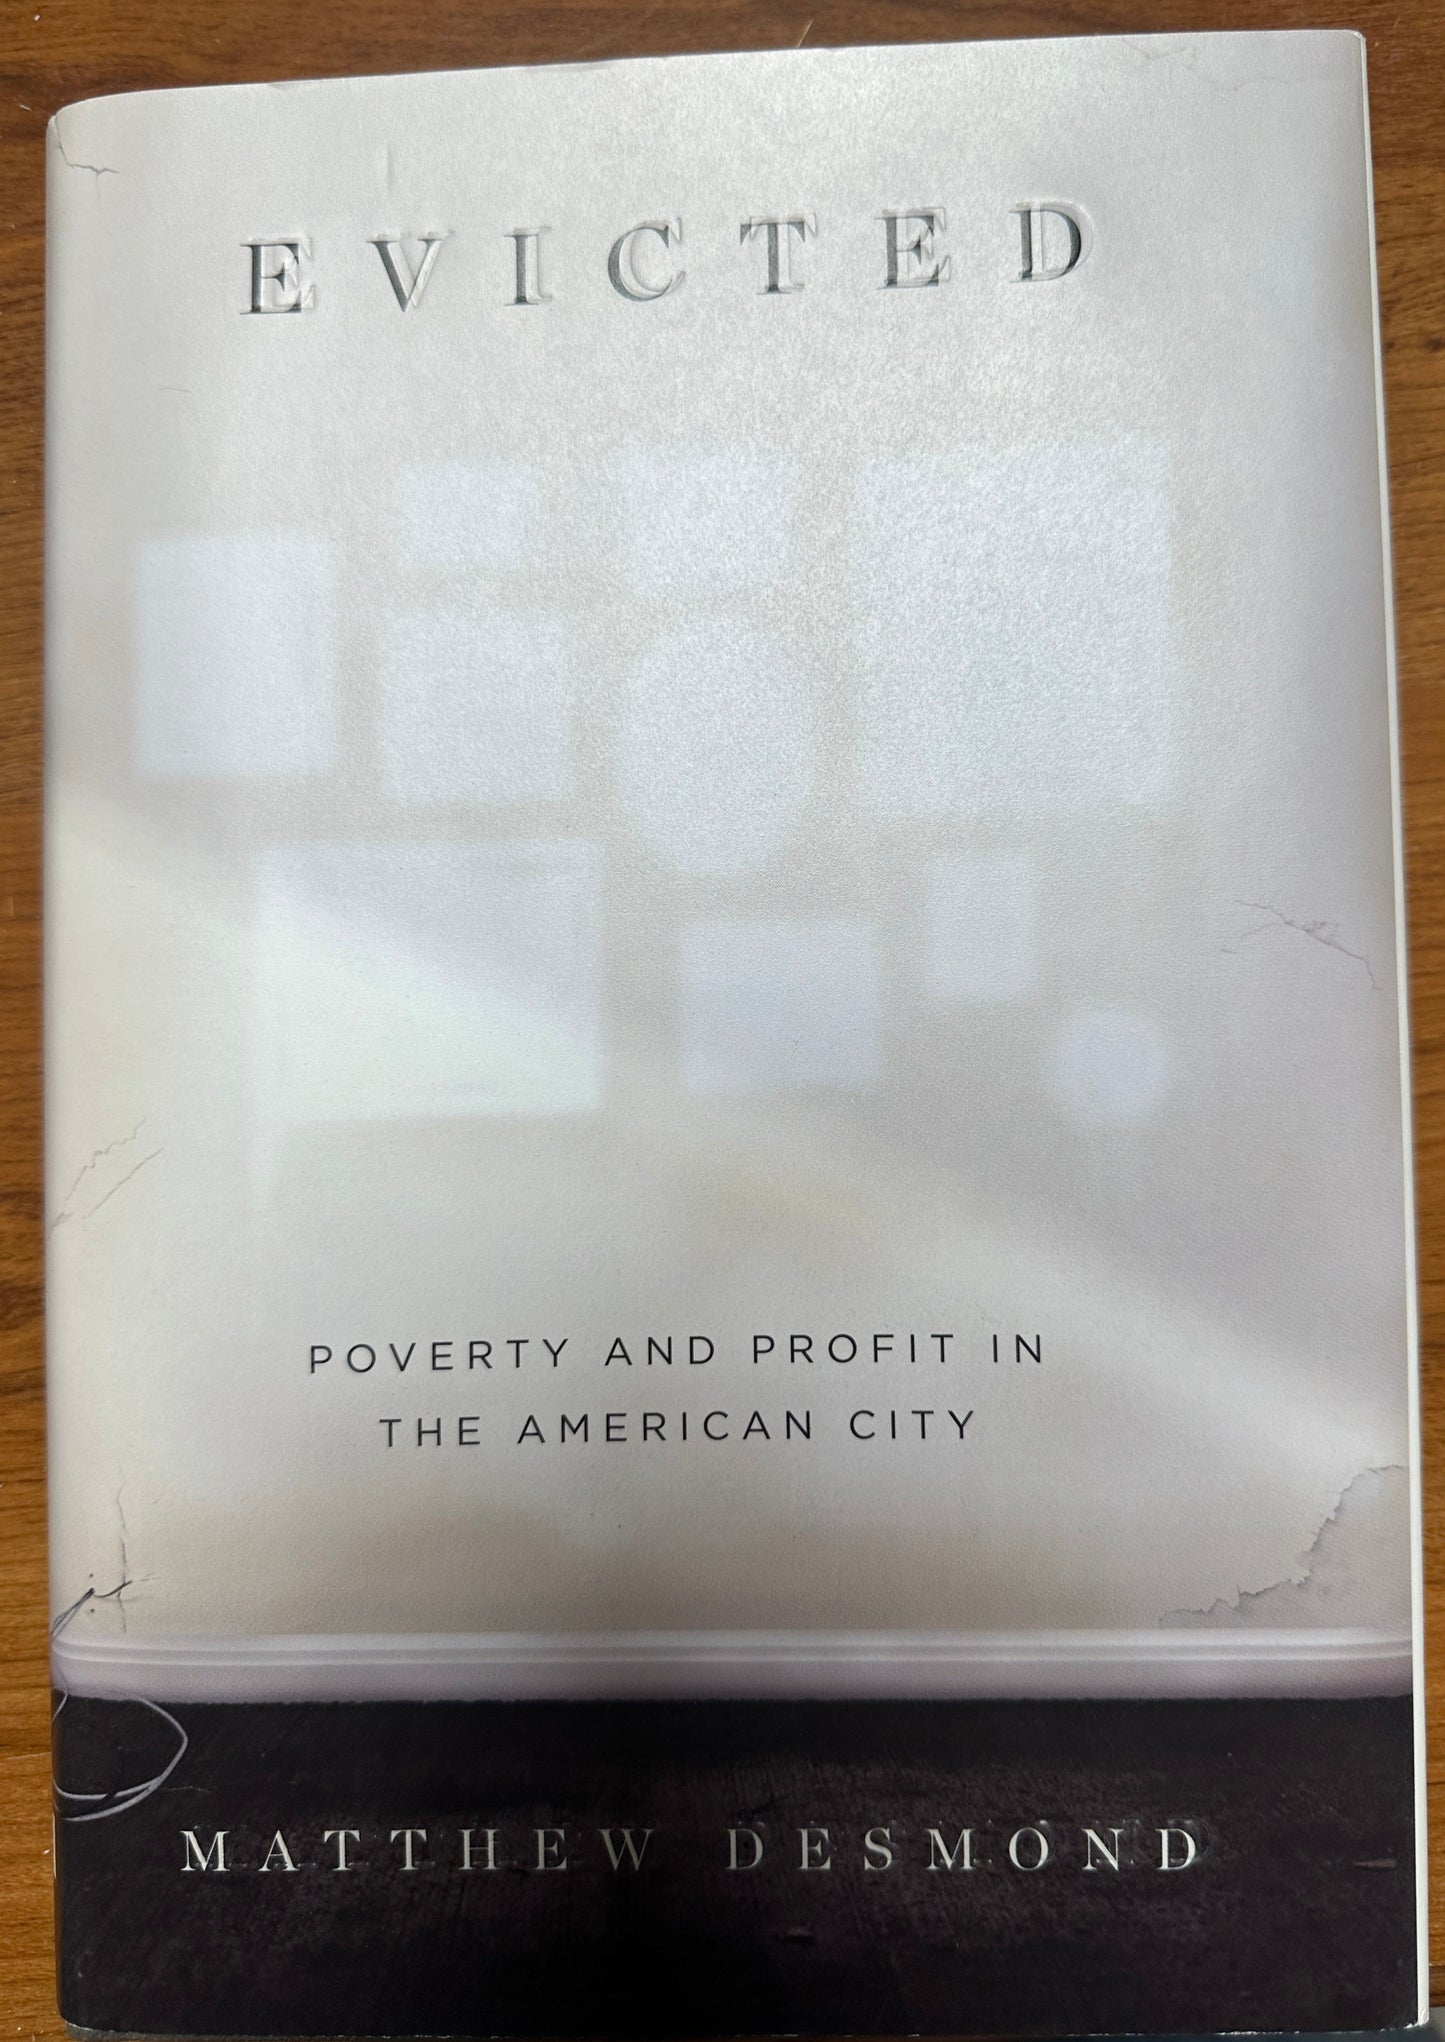 EVICTED
POVERTY AND PROFIT IN
THE AMERICAN CITY
MATTHEW DESMOND